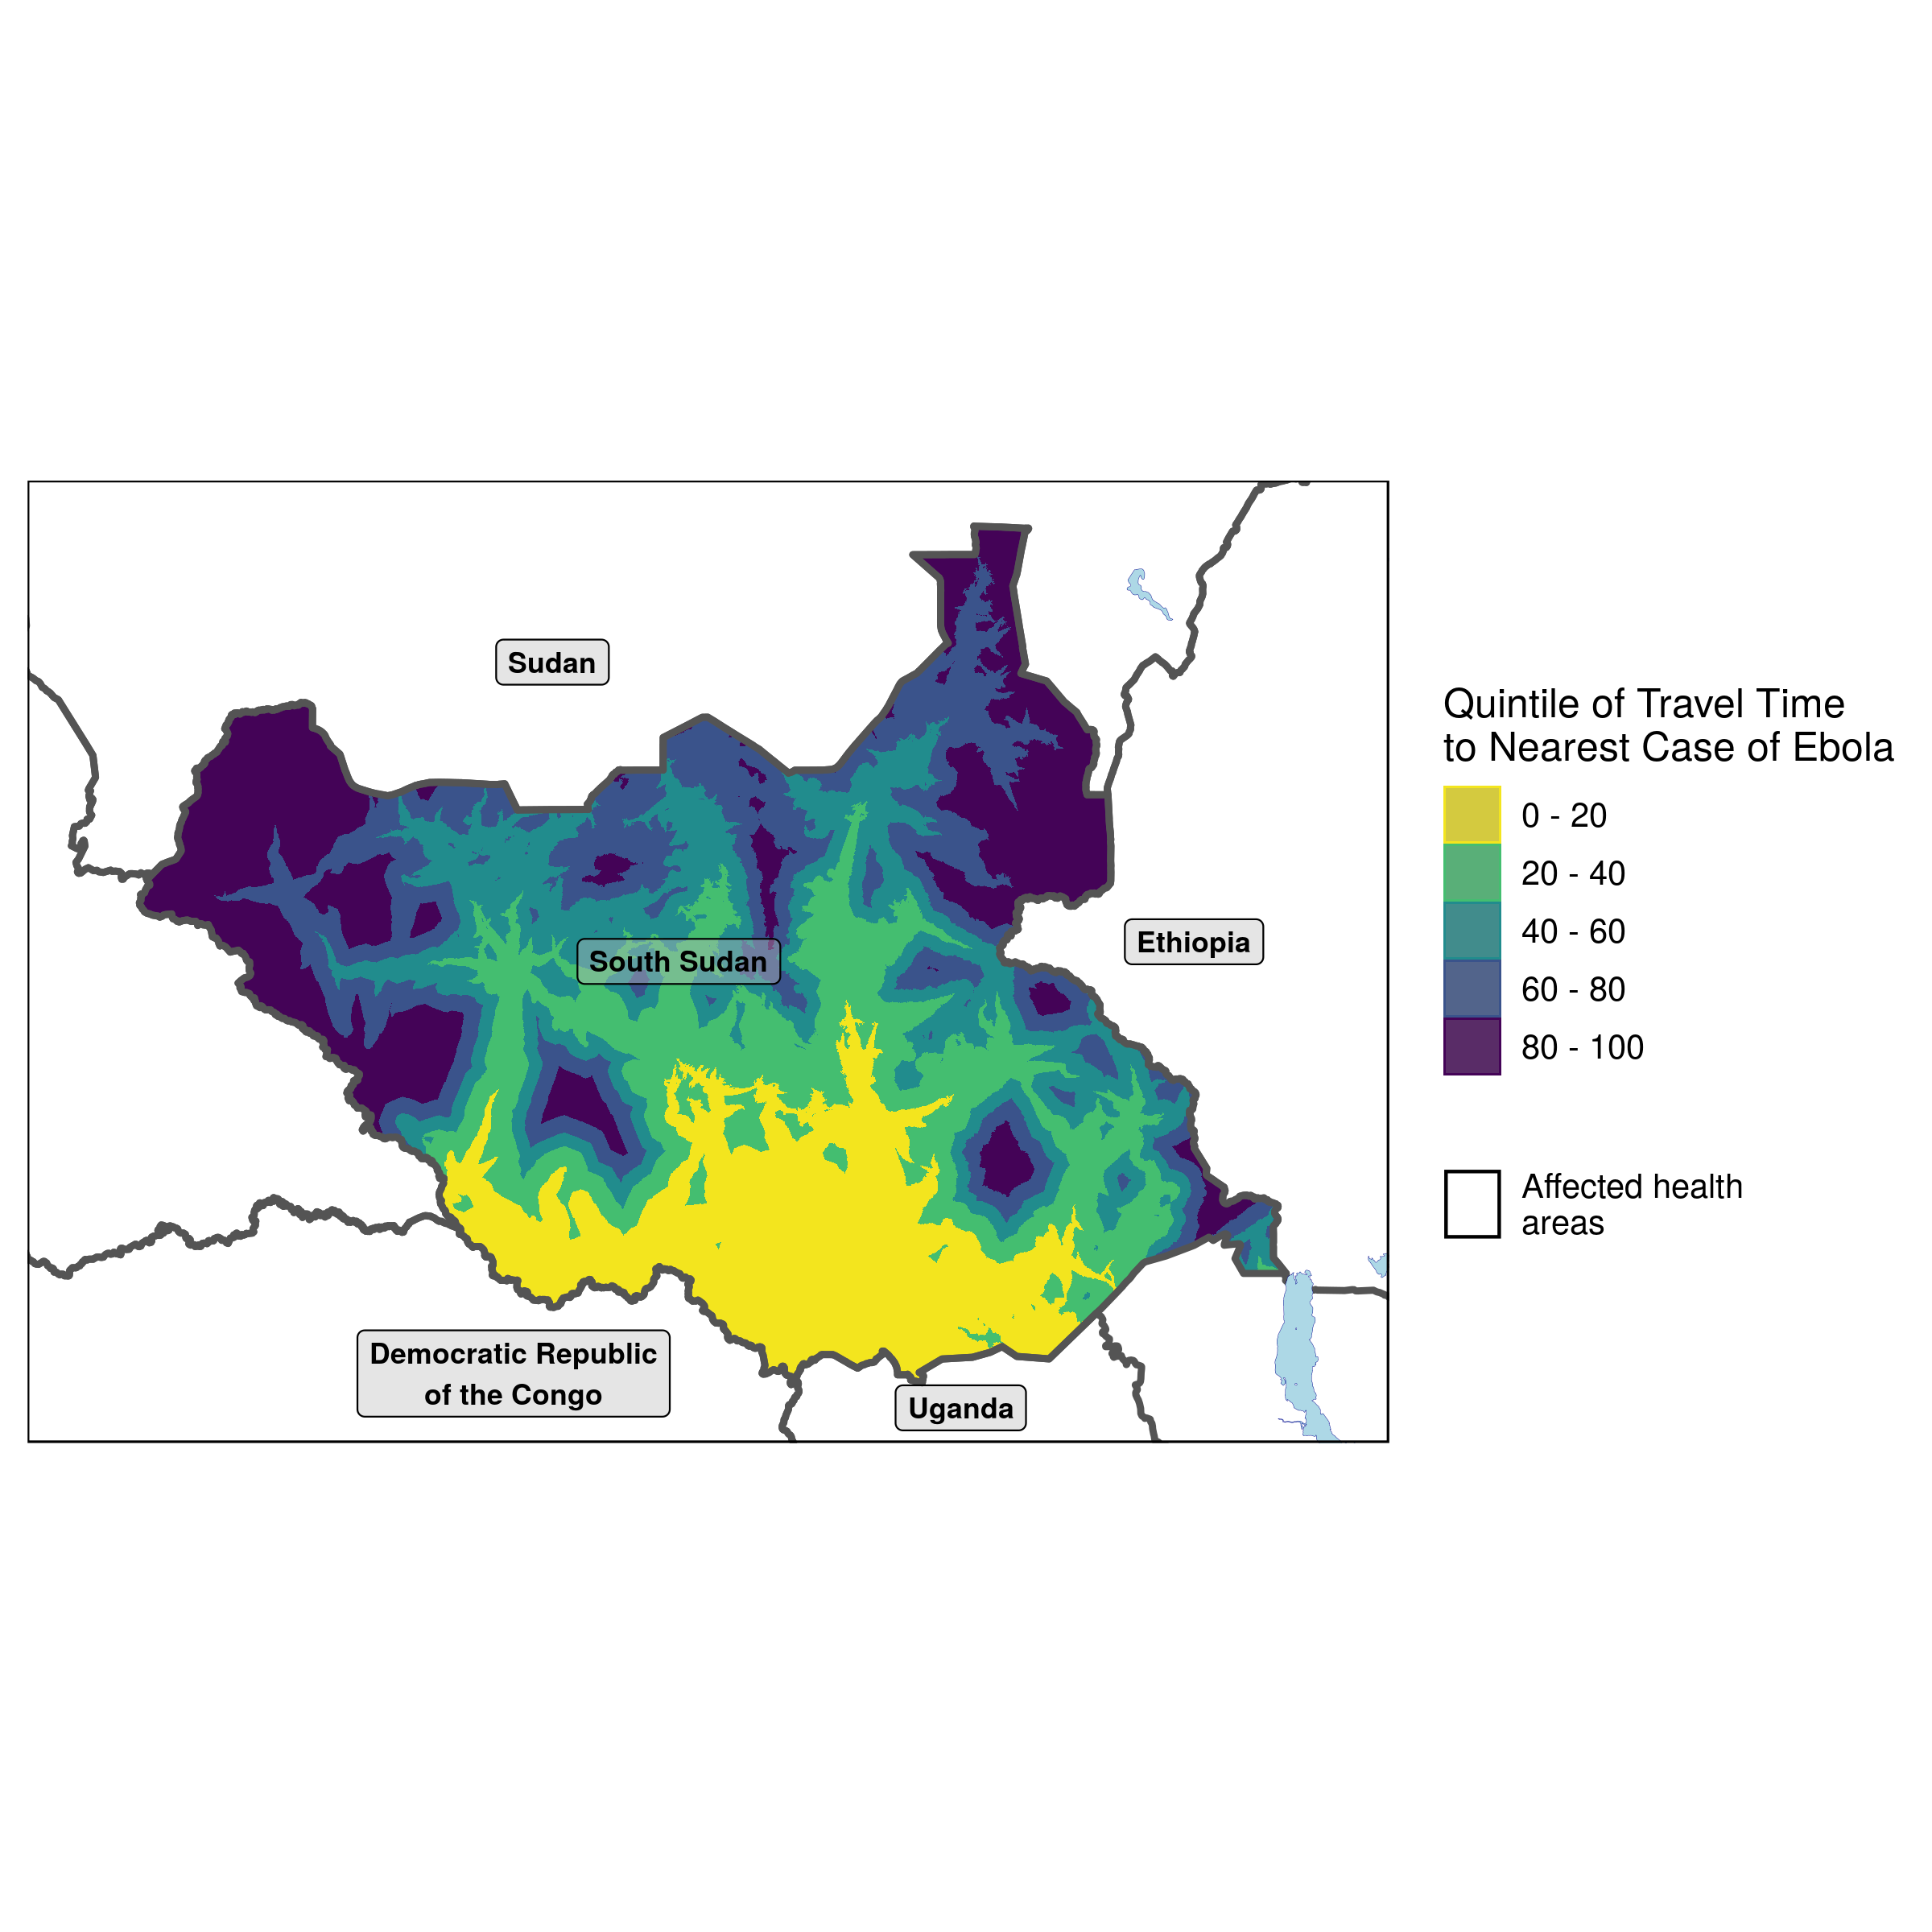 Sudan
Ethiopia
South Sudan
Democratic Republic
of the Congo
Uganda
Quintile of Travel Time
to Nearest Case of Ebola
0 - 20
20 - 40
40 - 60
60 - 80
80 - 100
Affected health
areas